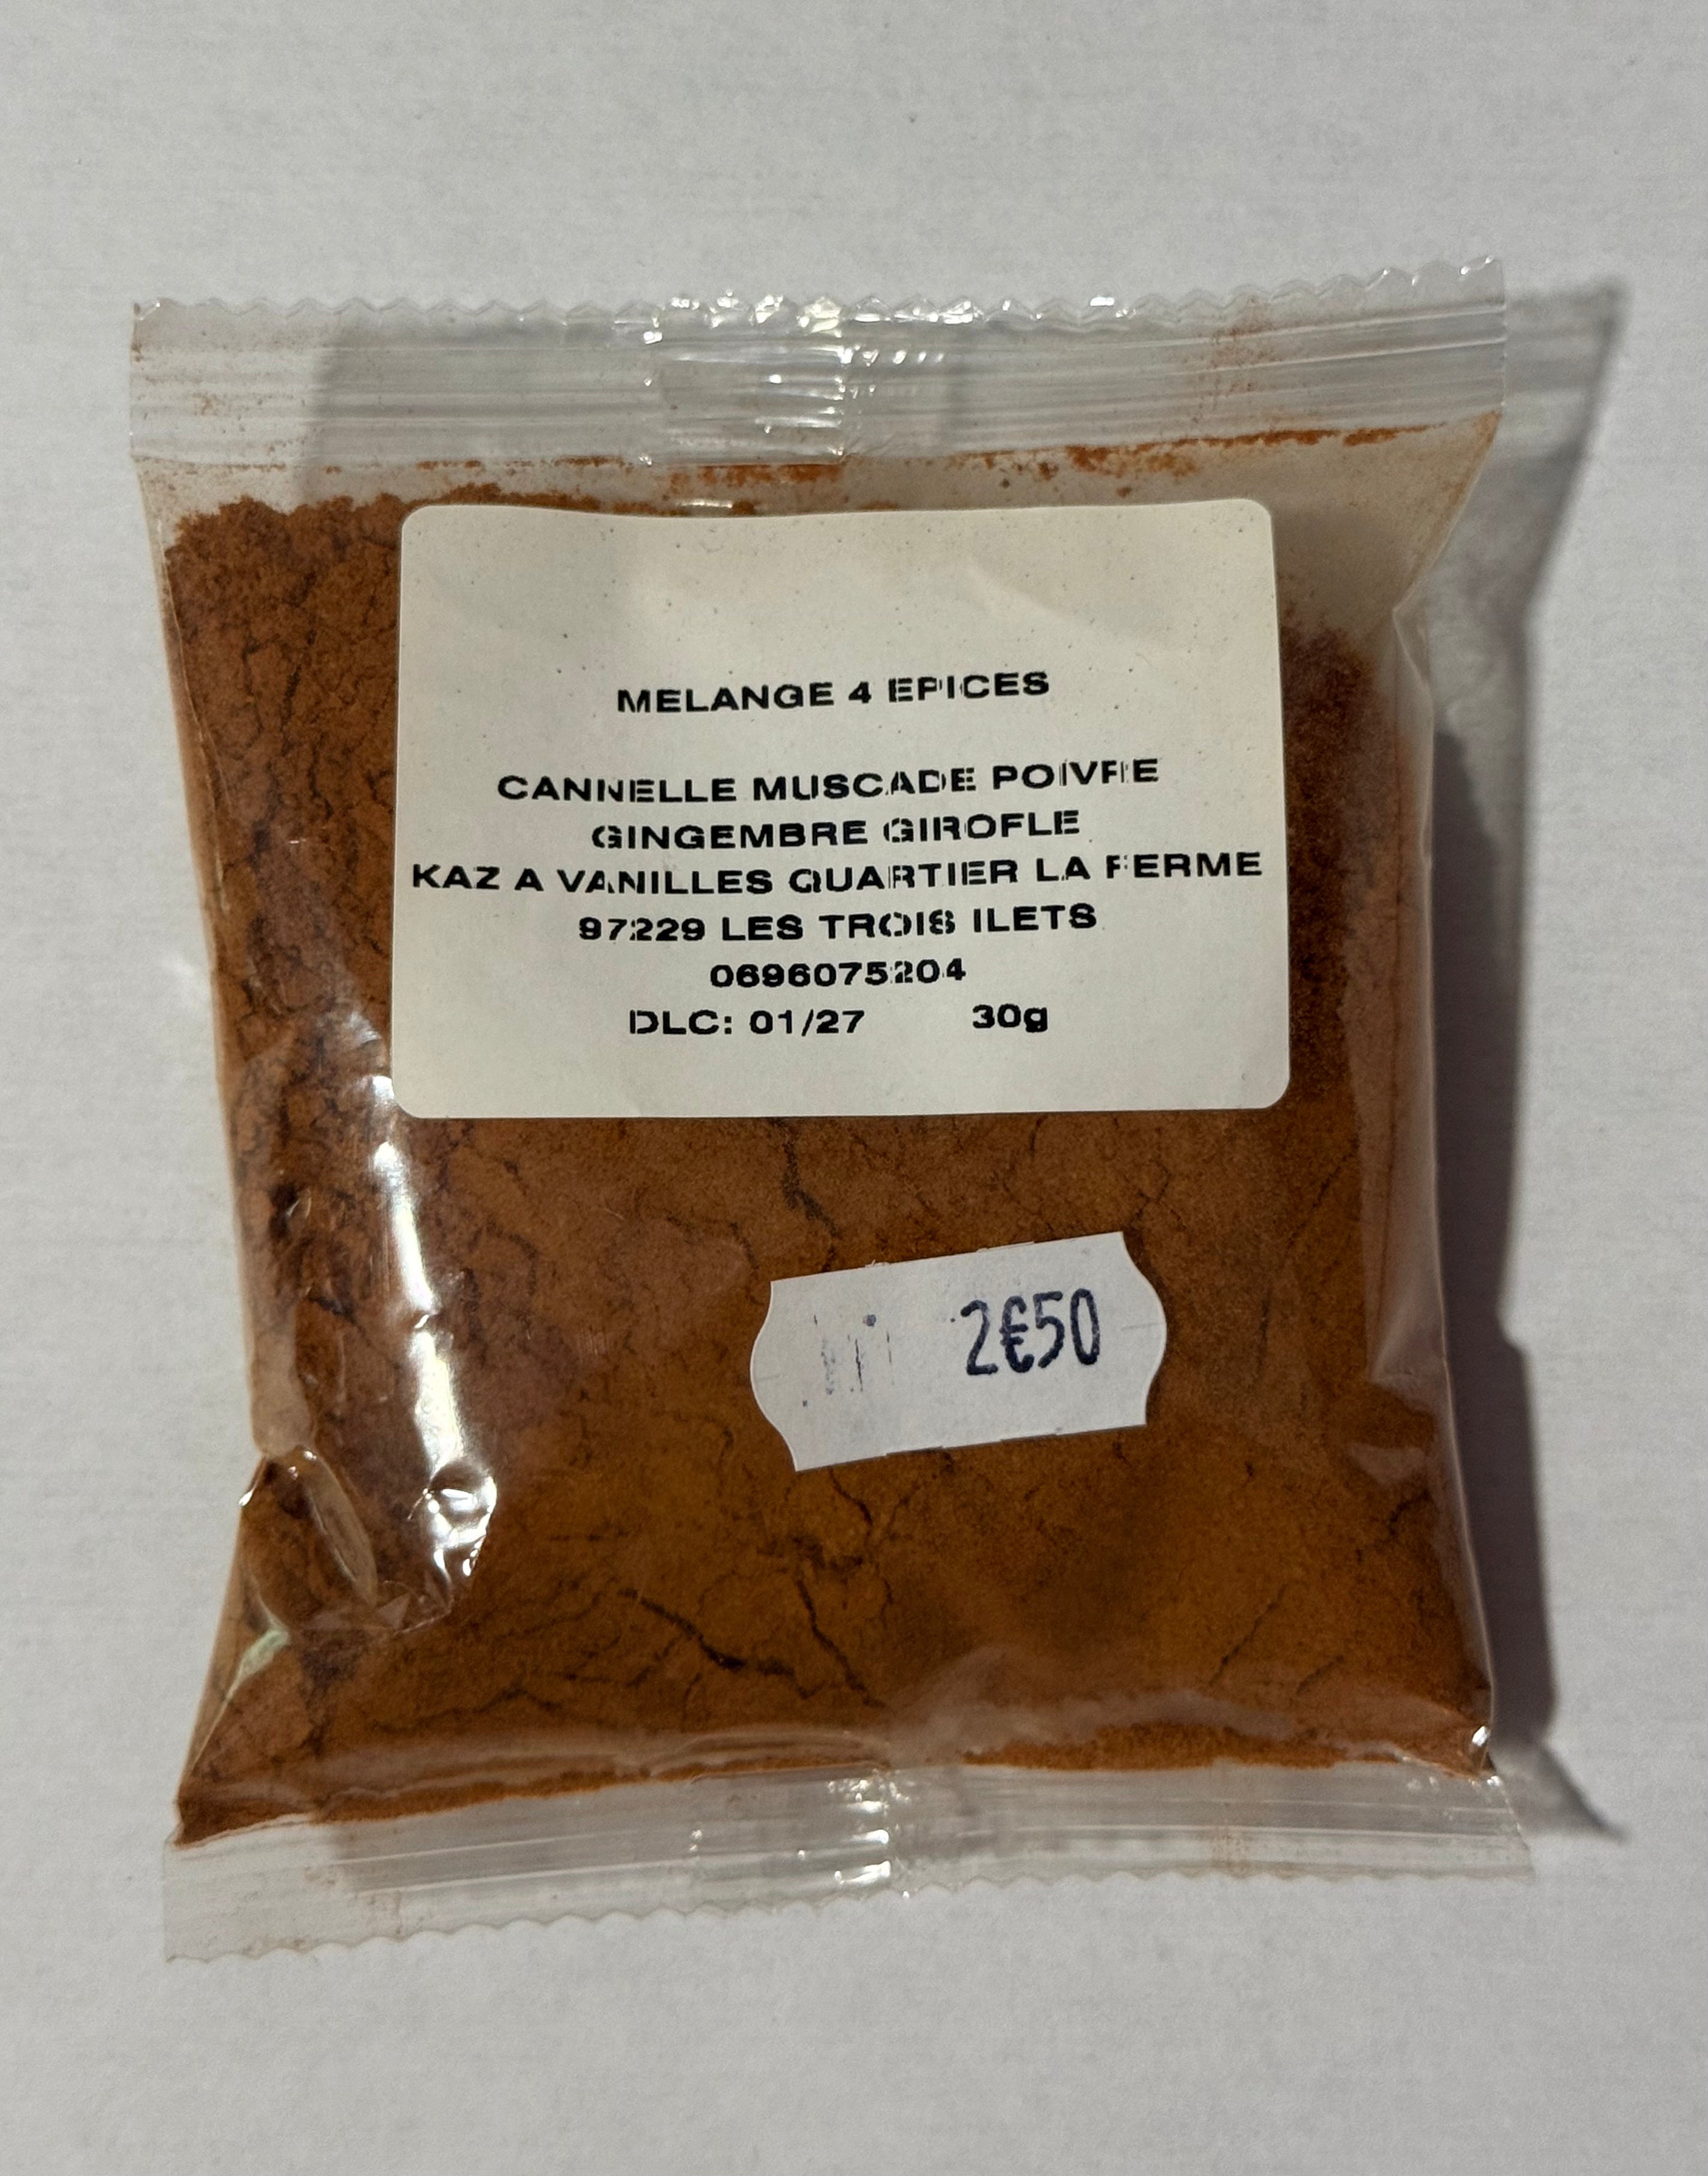 MELANGE 4 EPICES
CANNELLE MUSCADE POIVRE
GINGEMBRE GIROFLE
KAZ A VANILLES QUARTIER LA FERME
97229 LES TROIS ILETS
0696075204
DLC: 01/27 30g
2€50